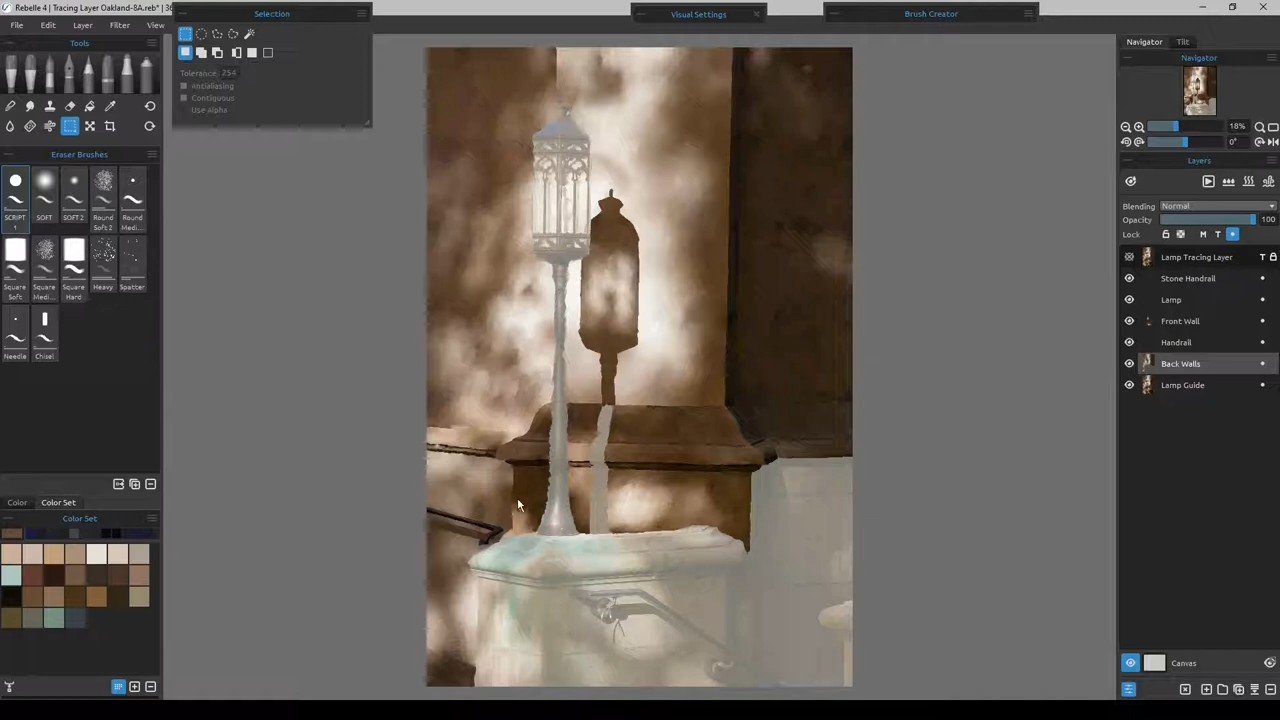 Rebelle 4 | Tracing Layer Oakland-8A.reb* | 36
File Edit Layer Filter View
Selection
Tolerance: 254
Antialiasing
Contiguous
Use Alpha
Visual Settings
Brush Creator
Tools
Eraser Brushes
SCRIPT 1
SOFT
SOFT 2
Round Soft 2
Round Medi...
Square Soft
Square Medi...
Square Hard
Heavy
Spatter
Needle
Chisel
Color Color Set
Color Set
Navigator Tilt
Navigator
18%
0°
Layers
Blending Normal
Opacity 100
Lock M T
Lamp Tracing Layer T
Stone Handrail
Lamp
Front Wall
Handrail
Back Walls
Lamp Guide
Canvas